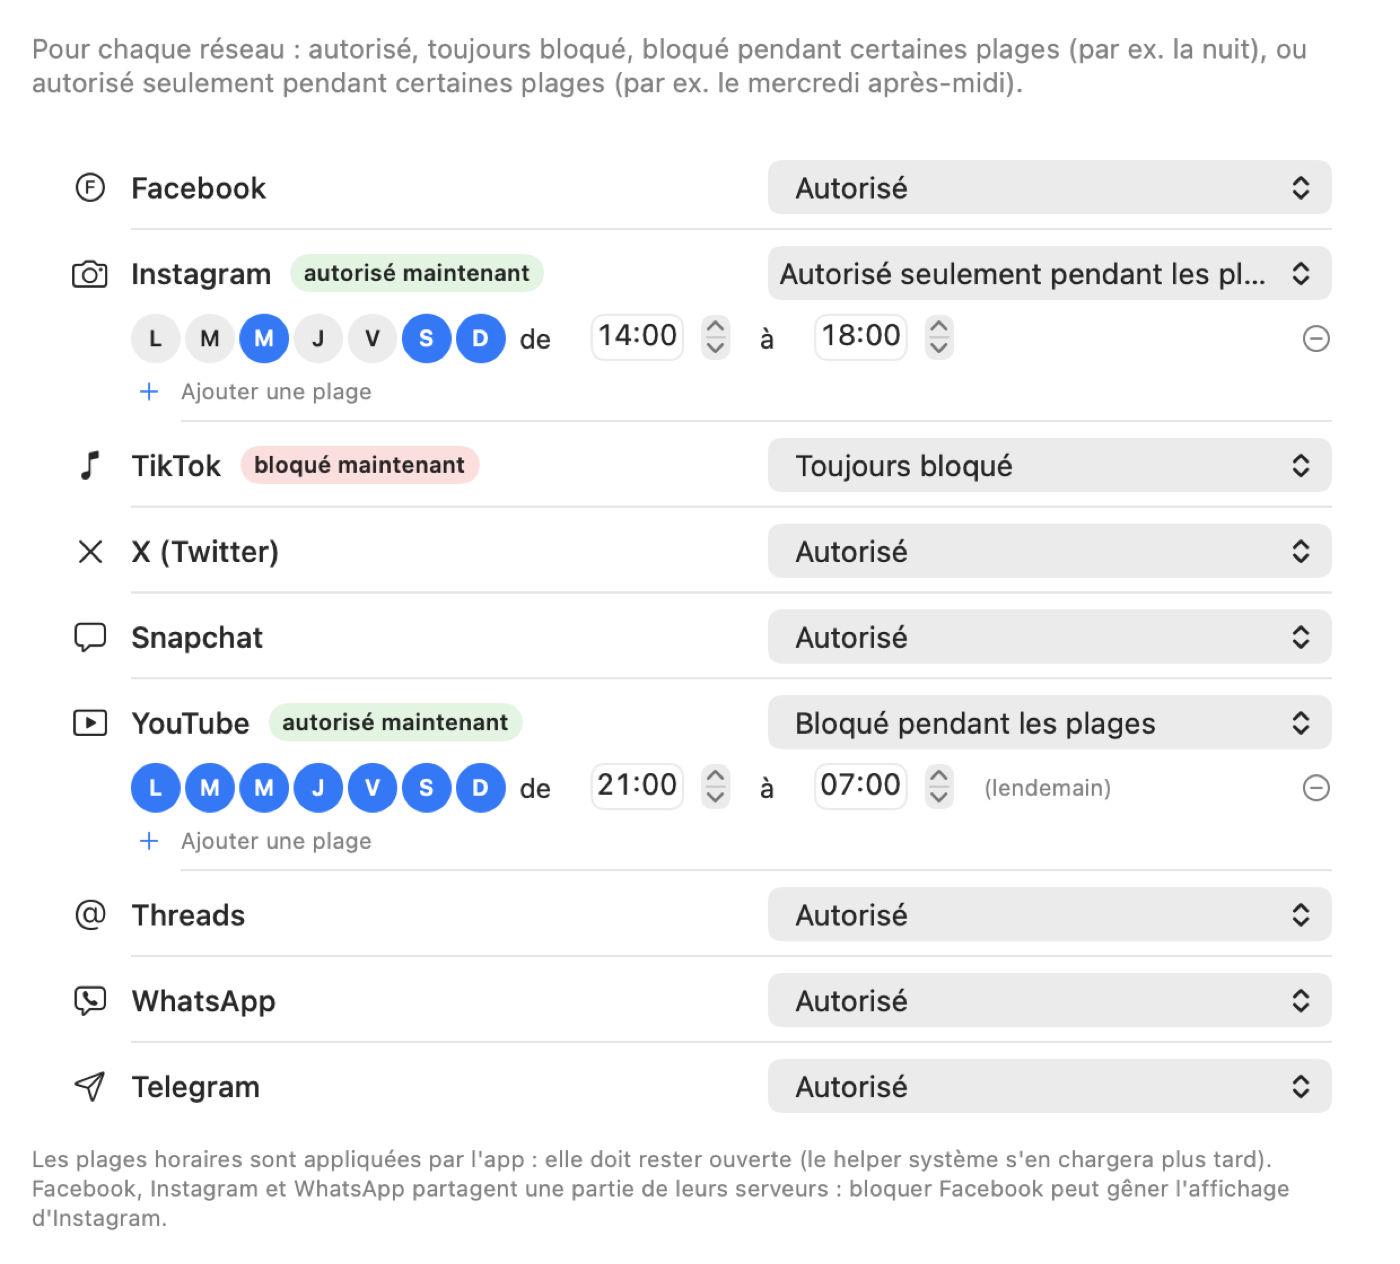 Pour chaque réseau : autorisé, toujours bloqué, bloqué pendant certaines plages (par ex. la nuit), ou
autorisé seulement pendant certaines plages (par ex. le mercredi après-midi).
F Facebook Autorisé
Instagram autorisé maintenant Autorisé seulement pendant les pl...
L M M J V S D de 14:00 à 18:00
+ Ajouter une plage
TikTok bloqué maintenant Toujours bloqué
X (Twitter) Autorisé
Snapchat Autorisé
YouTube autorisé maintenant Bloqué pendant les plages
L M M J V S D de 21:00 à 07:00 (lendemain)
+ Ajouter une plage
@ Threads Autorisé
WhatsApp Autorisé
Telegram Autorisé
Les plages horaires sont appliquées par l'app : elle doit rester ouverte (le helper système s'en chargera plus tard).
Facebook, Instagram et WhatsApp partagent une partie de leurs serveurs : bloquer Facebook peut gêner l'affichage
d'Instagram.